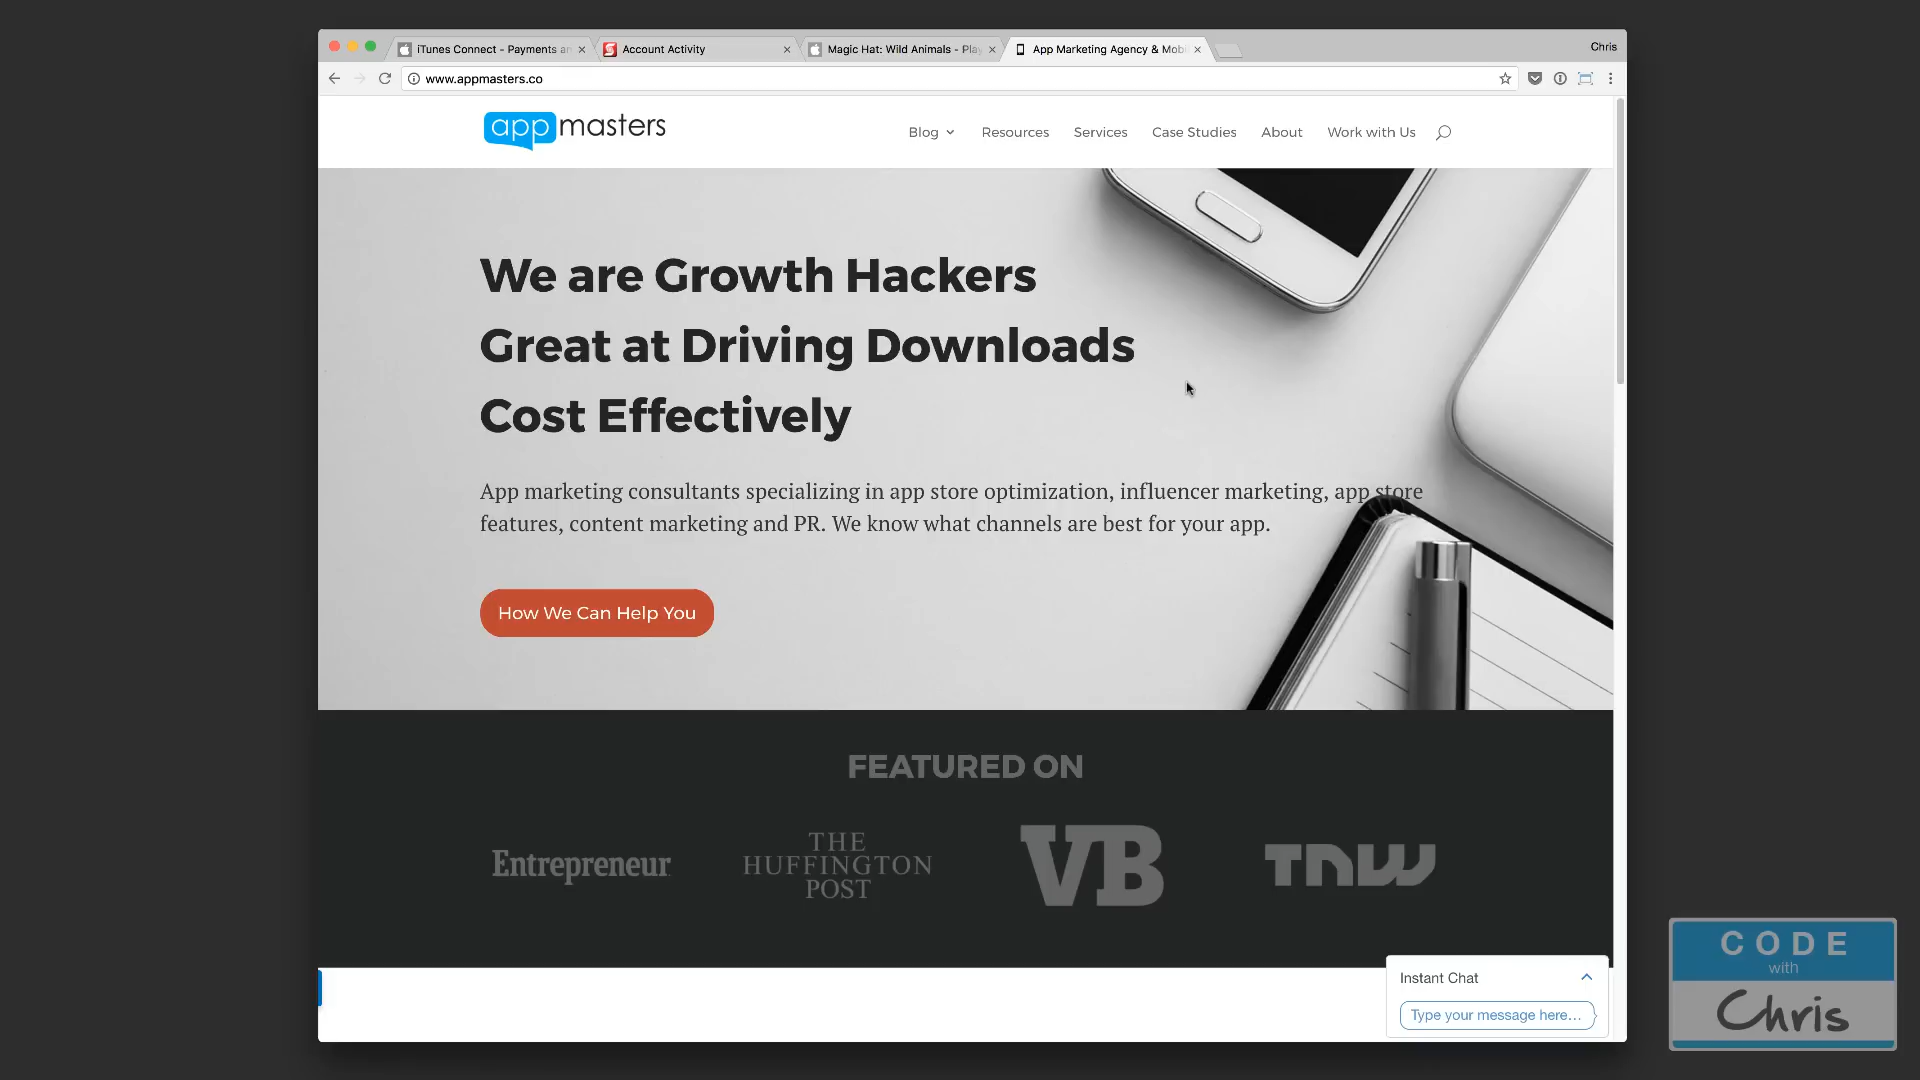 iTunes Connect - Payments an
Account Activity
Magic Hat: Wild Animals - Play
App Marketing Agency & Mobi
Chris
www.appmasters.co
app masters
Blog
Resources
Services
Case Studies
About
Work with Us
We are Growth Hackers
Great at Driving Downloads
Cost Effectively
App marketing consultants specializing in app store optimization, influencer marketing, app store
features, content marketing and PR. We know what channels are best for your app.
How We Can Help You
FEATURED ON
Entrepreneur
THE
HUFFINGTON
POST
VB
TNW
Instant Chat
Type your message here...
CODE
with
Chris